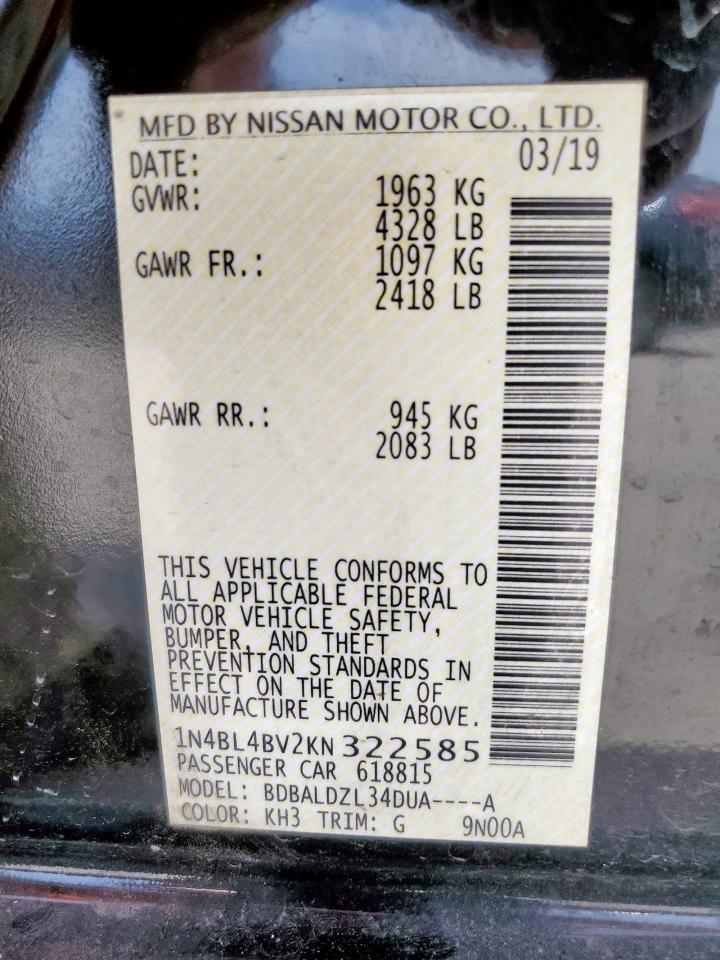 MFD BY NISSAN MOTOR CO., LTD.
DATE: 03/19
GVWR: 1963 KG
4328 LB
GAWR FR.: 1097 KG
2418 LB
GAWR RR.: 945 KG
2083 LB
THIS VEHICLE CONFORMS TO
ALL APPLICABLE FEDERAL
MOTOR VEHICLE SAFETY,
BUMPER, AND THEFT
PREVENTION STANDARDS IN
EFFECT ON THE DATE OF
MANUFACTURE SHOWN ABOVE.
1N4BL4BV2KN322585
PASSENGER CAR 618815
MODEL: BDBALDZL34DUA----A
COLOR: KH3 TRIM: G 9N00A